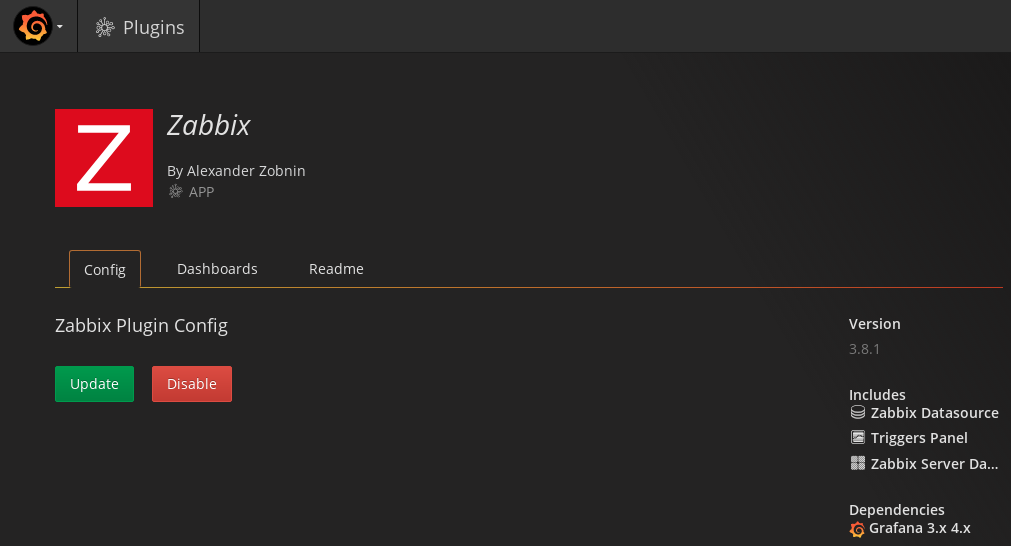 Plugins
Z
Zabbix
By Alexander Zobnin
APP
Config
Dashboards
Readme
Zabbix Plugin Config
Update
Disable
Version
3.8.1
Includes
Zabbix Datasource
Triggers Panel
Zabbix Server Da...
Dependencies
Grafana 3.x 4.x